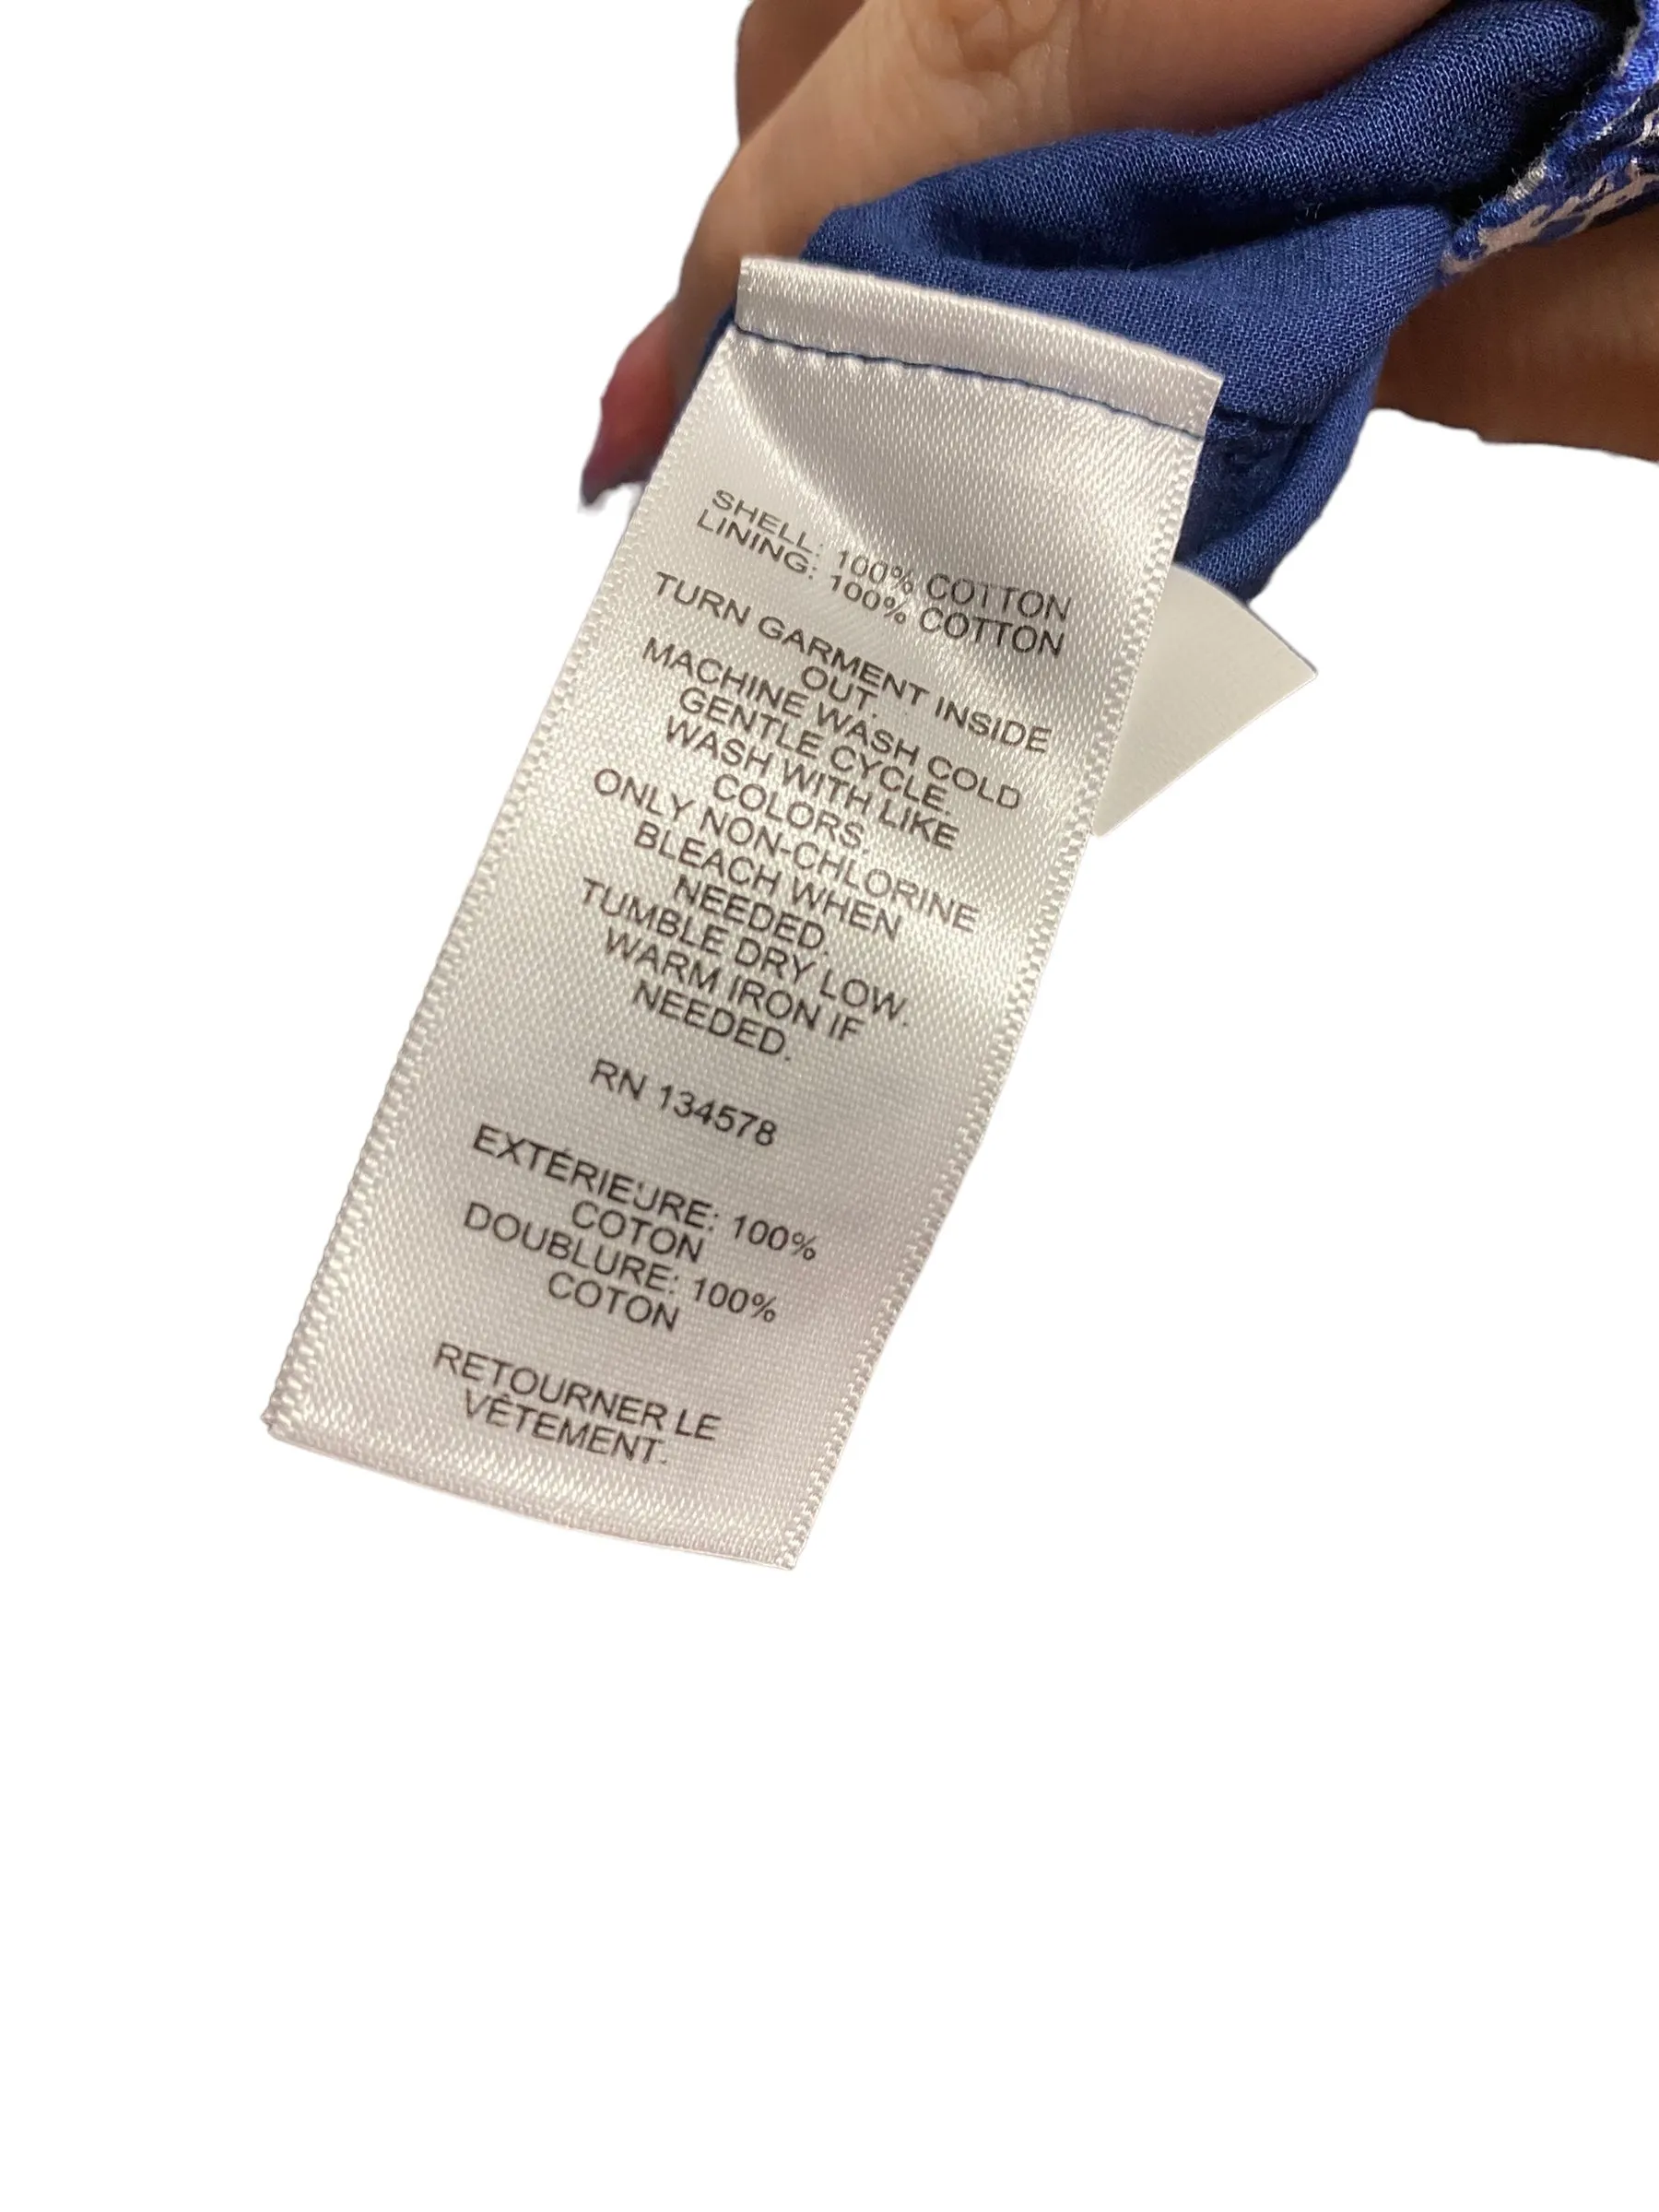 SHELL: 100% COTTON
LINING: 100% COTTON
TURN GARMENT INSIDE
OUT.
MACHINE WASH COLD
GENTLE CYCLE.
WASH WITH LIKE
COLORS.
ONLY NON-CHLORINE
BLEACH WHEN
NEEDED.
TUMBLE DRY LOW.
WARM IRON IF
NEEDED.
RN 134578
EXTÉRIEURE: 100%
COTON
DOUBLURE: 100%
COTON
RETOURNER LE
VÊTEMENT.